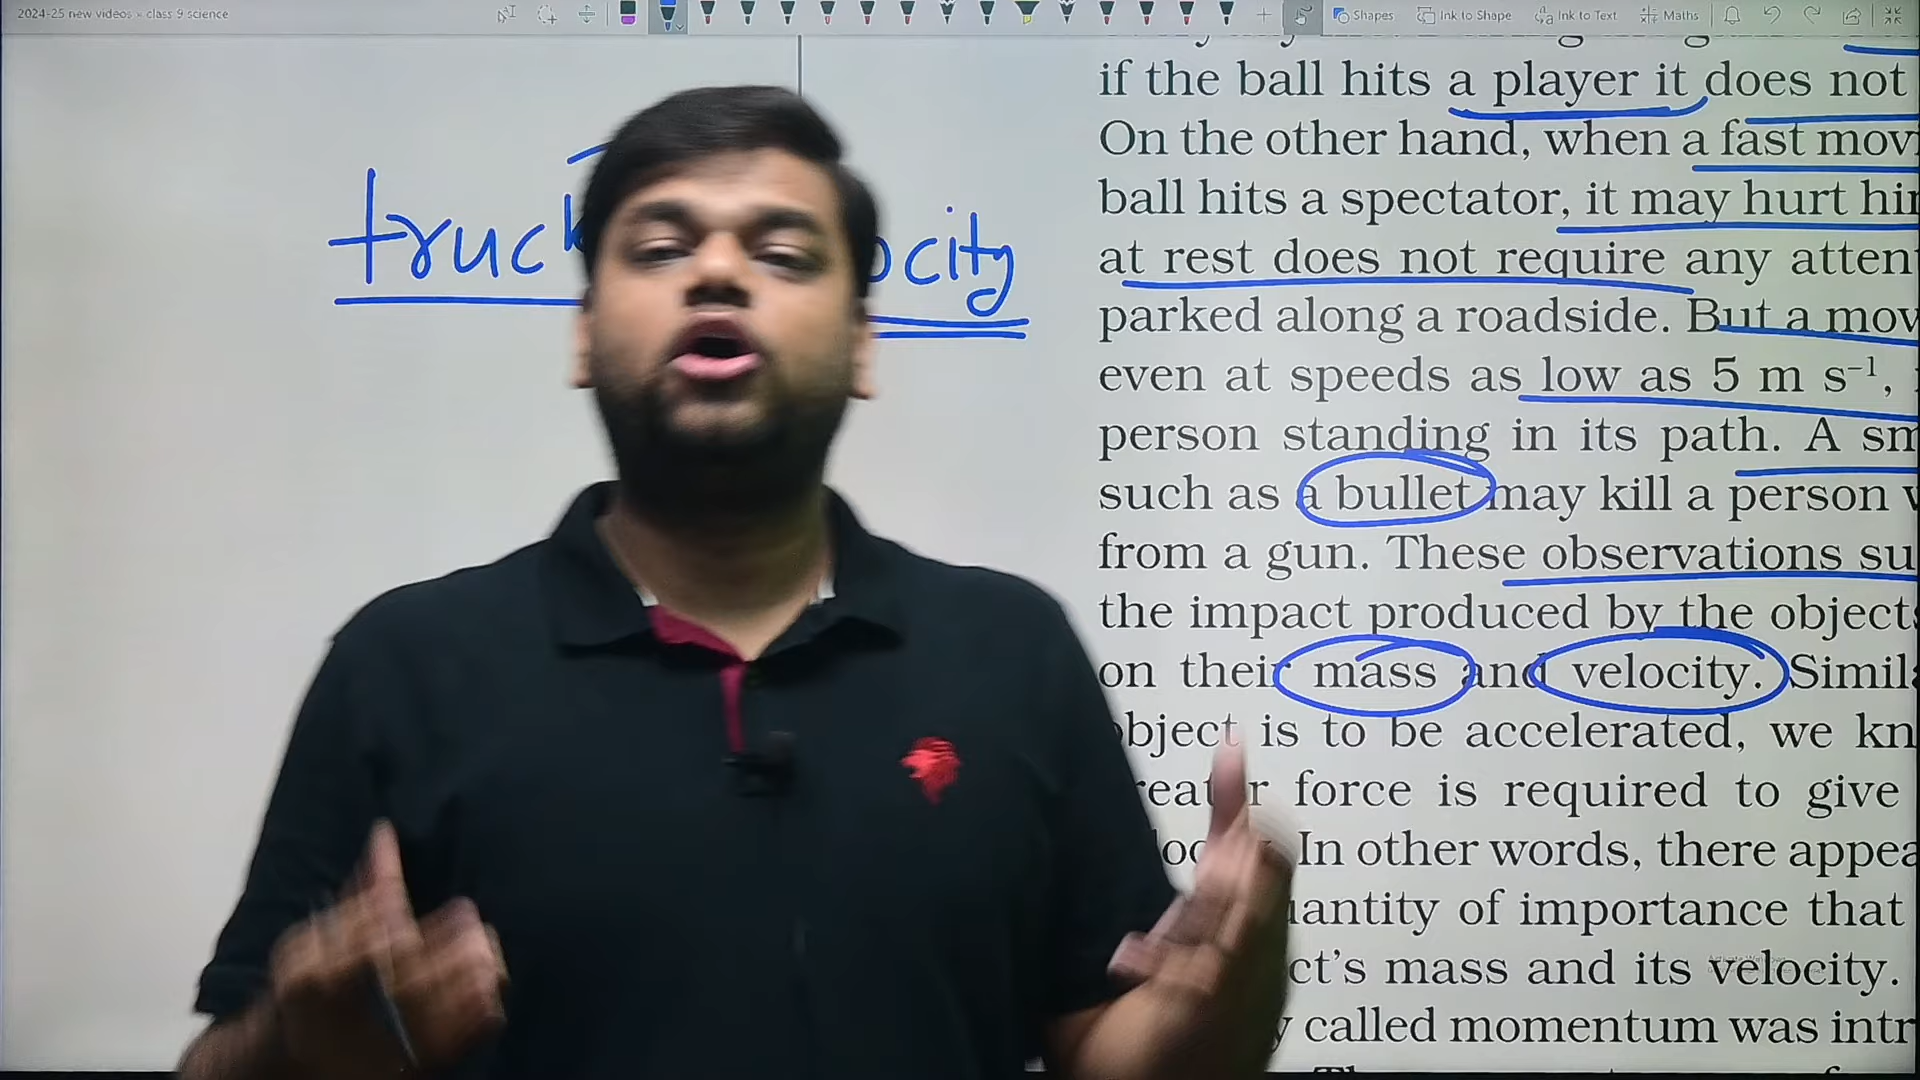 2024-25 new videos » class 9 science
Shapes Ink to Shape Ink to Text Maths
truck
ocity
if the ball hits a player it does not
On the other hand, when a fast mov
ball hits a spectator, it may hurt hi
at rest does not require any atten
parked along a roadside. But a mov
even at speeds as low as 5 m s⁻¹,
person standing in its path. A sm
such as a bullet may kill a person w
from a gun. These observations su
the impact produced by the objects
on their mass and velocity. Simil
bject is to be accelerated, we kn
force is required to give
In other words, there appea
antity of importance that
ct’s mass and its velocity.
y called momentum was intr